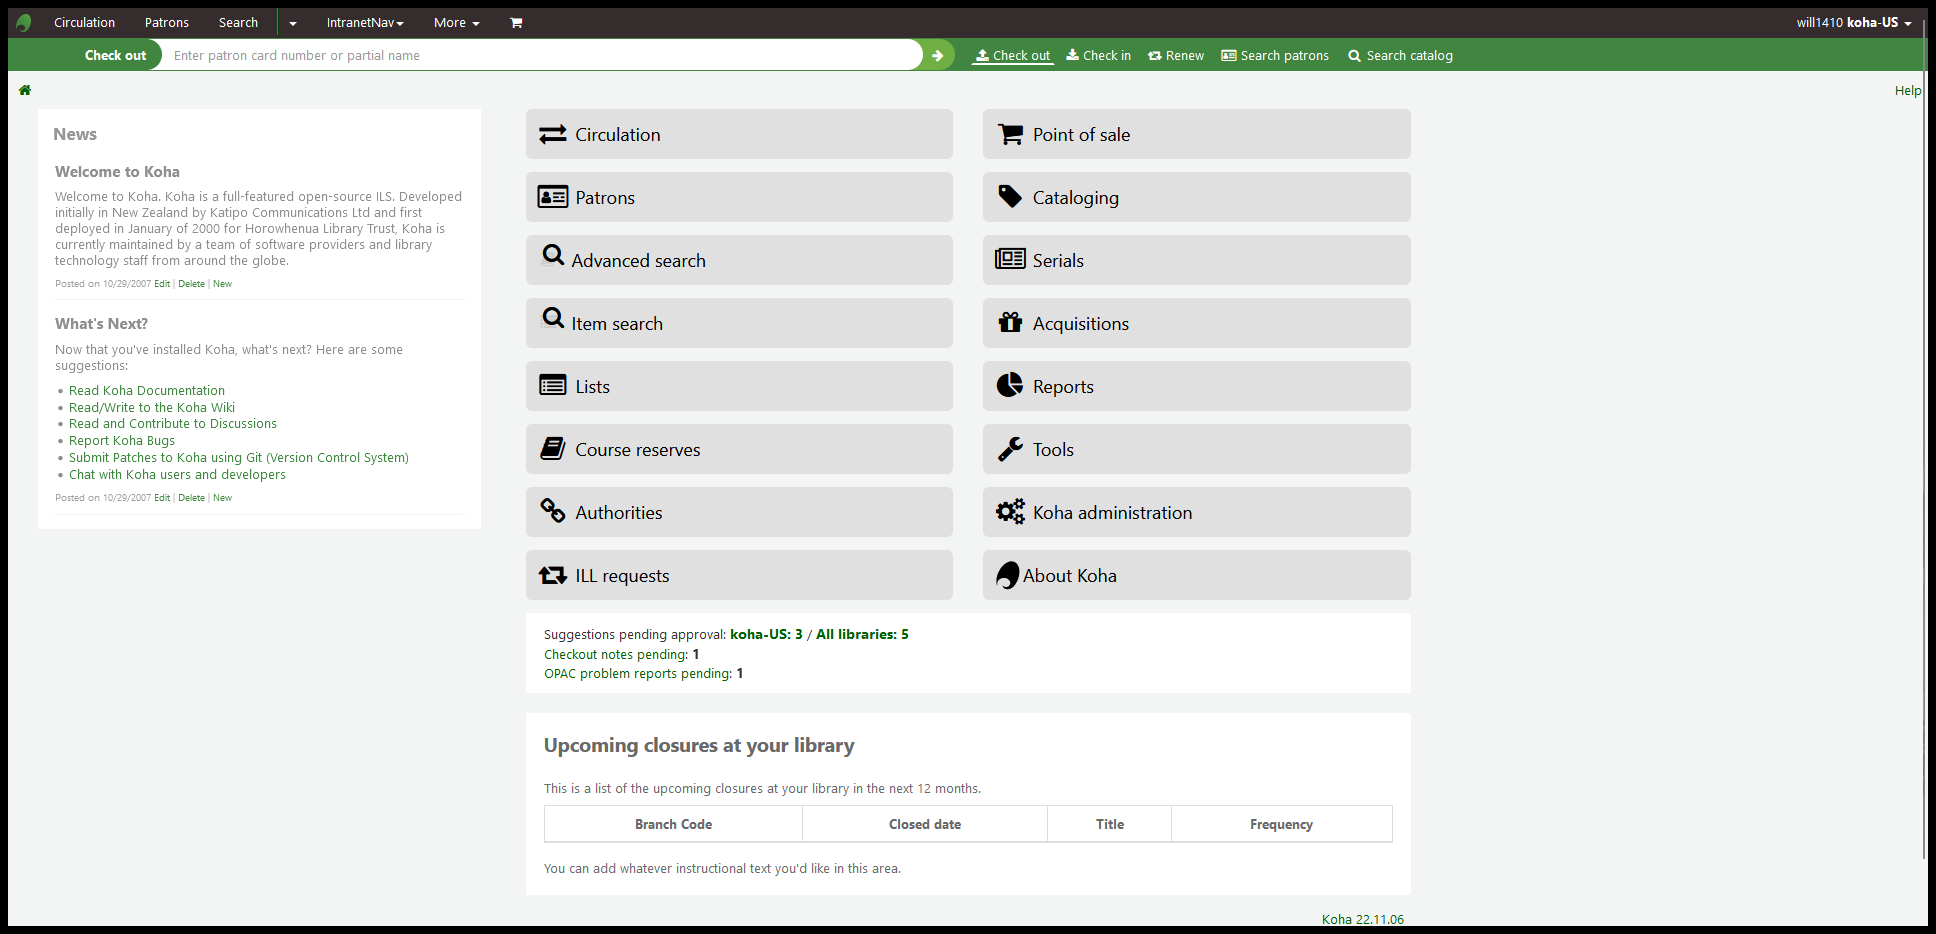 Circulation Patrons Search IntranetNav More will1410 koha-US
Check out Enter patron card number or partial name Check out Check in Renew Search patrons Search catalog
Help
News
Welcome to Koha
Welcome to Koha. Koha is a full-featured open-source ILS. Developed
initially in New Zealand by Katipo Communications Ltd and first
deployed in January of 2000 for Horowhenua Library Trust, Koha is
currently maintained by a team of software providers and library
technology staff from around the globe.
Posted on 10/29/2007 Edit | Delete | New
What's Next?
Now that you've installed Koha, what's next? Here are some
suggestions:
• Read Koha Documentation
• Read/Write to the Koha Wiki
• Read and Contribute to Discussions
• Report Koha Bugs
• Submit Patches to Koha using Git (Version Control System)
• Chat with Koha users and developers
Posted on 10/29/2007 Edit | Delete | New
Circulation
Patrons
Advanced search
Item search
Lists
Course reserves
Authorities
ILL requests
Point of sale
Cataloging
Serials
Acquisitions
Reports
Tools
Koha administration
About Koha
Suggestions pending approval: koha-US: 3 / All libraries: 5
Checkout notes pending: 1
OPAC problem reports pending: 1
Upcoming closures at your library
This is a list of the upcoming closures at your library in the next 12 months.
Branch Code Closed date Title Frequency
You can add whatever instructional text you'd like in this area.
Koha 22.11.06